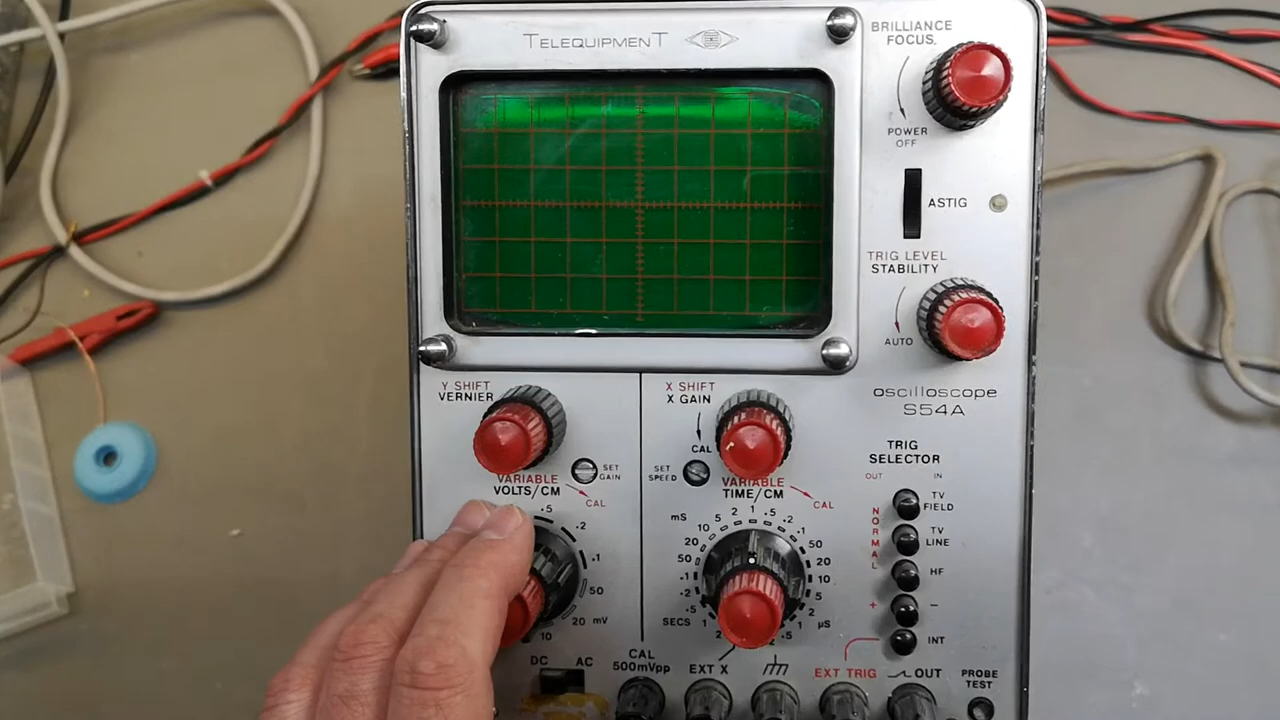 TELEQUIPMENT
BRILLIANCE
FOCUS.
POWER
OFF
ASTIG
TRIG LEVEL
STABILITY
AUTO
oscilloscope
S54A
Y SHIFT
VERNIER
SET
GAIN
VARIABLE
VOLTS/CM
CAL
.5
.2
.1
50
20 mV
10
DC AC
X SHIFT
X GAIN
CAL
SET
SPEED
VARIABLE
TIME/CM
CAL
mS
10 5 2 1 .5 .2 .1
20 50
50 20
.1 10
.2 5
.5 2
SECS 1 1 µS
2 .5
.2
TRIG
SELECTOR
OUT IN
NORMAL
TV
FIELD
TV
LINE
HF
+ −
INT
CAL
500mVpp
EXT X
EXT TRIG
OUT
PROBE
TEST